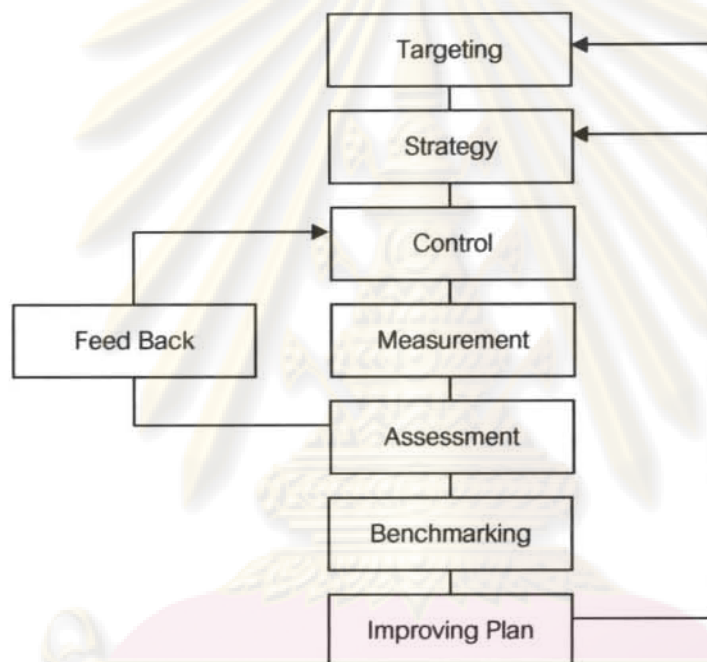 Targeting
Strategy
Control
Feed Back
Measurement
Assessment
Benchmarking
Improving Plan